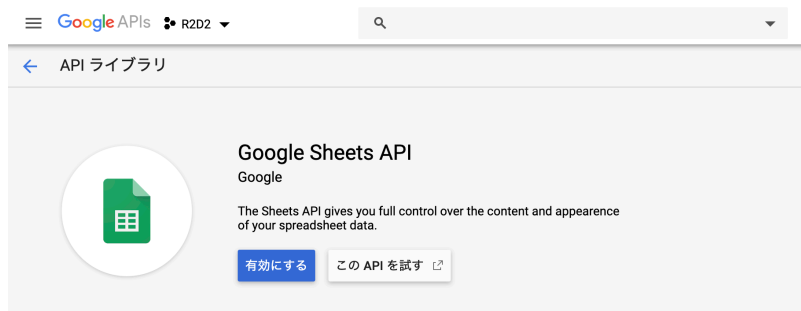 Google APIs R2D2
API ライブラリ
Google Sheets API
Google
The Sheets API gives you full control over the content and appearence
of your spreadsheet data.
有効にする この API を試す